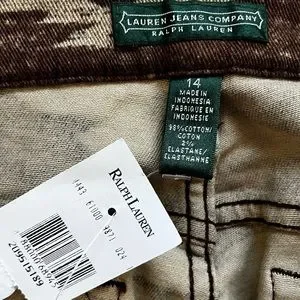 LAUREN JEANS COMPANY
RALPH LAUREN
14
MADE IN
INDONESIA
FABRIQUE EN
INDONESIE
98%COTTON/
COTON
2%
ELASTANE/
ELASTHANNE
RALPH LAUREN
209515789